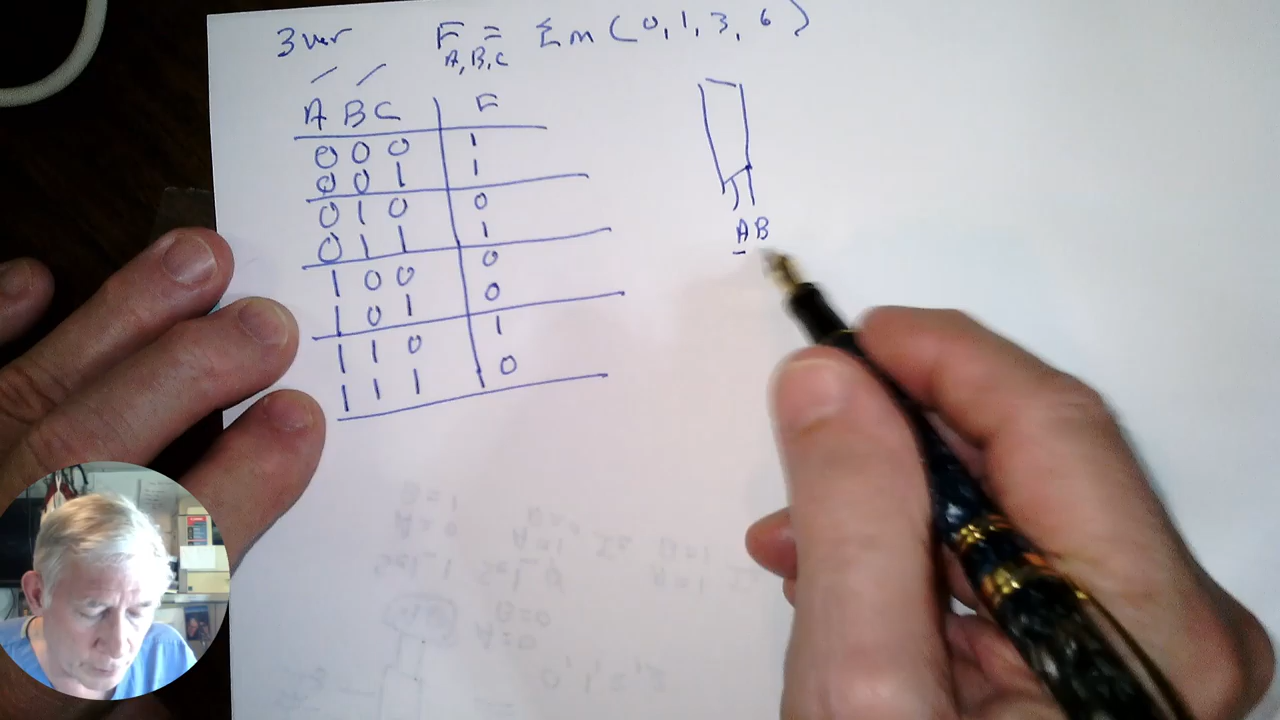 3 var F = Σm(0,1,3,6)
A,B,C
A B C F
0 0 0 1
0 0 1 1
0 1 0 0
0 1 1 1
1 0 0 0
1 0 1 0
1 1 0 1
1 1 1 0
A B